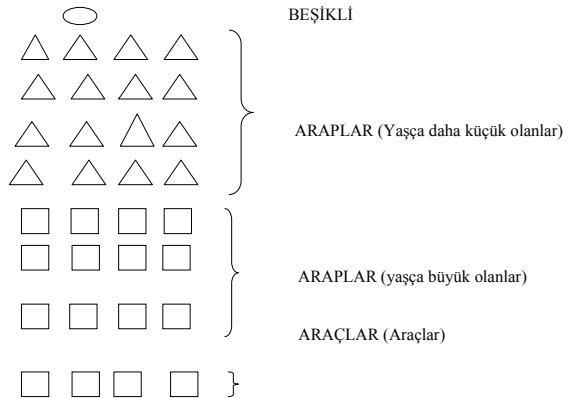 BEŞİKLİ
ARAPLAR (Yaşça daha küçük olanlar)
ARAPLAR (yaşça büyük olanlar)
ARAÇLAR (Araçlar)